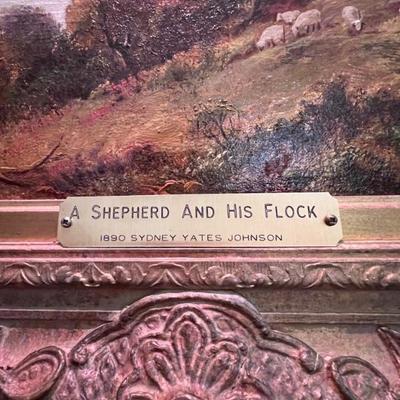 A SHEPHERD AND HIS FLOCK
1890 SYDNEY YATES JOHNSON